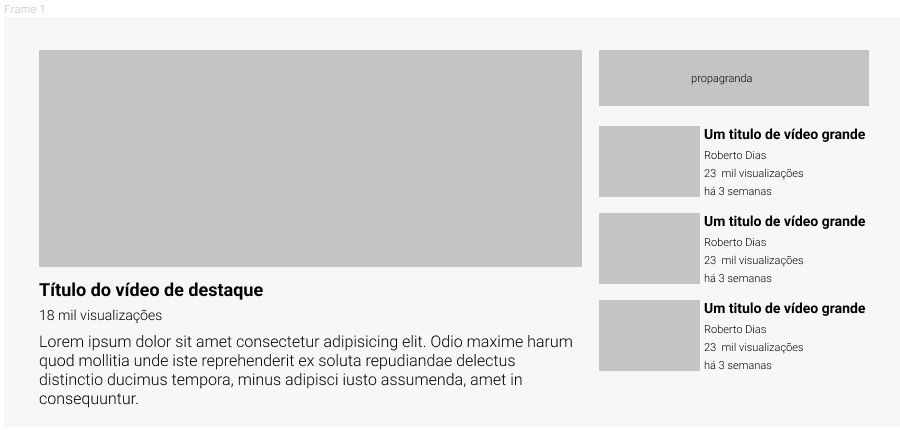 Frame 1
propagranda
Título do vídeo de destaque
18 mil visualizações
Lorem ipsum dolor sit amet consectetur adipisicing elit. Odio maxime harum
quod mollitia unde iste reprehenderit ex soluta repudiandae delectus
distinctio ducimus tempora, minus adipisci iusto assumenda, amet in
consequuntur.
Um titulo de vídeo grande
Roberto Dias
23  mil visualizações
há 3 semanas
Um titulo de vídeo grande
Roberto Dias
23  mil visualizações
há 3 semanas
Um titulo de vídeo grande
Roberto Dias
23  mil visualizações
há 3 semanas